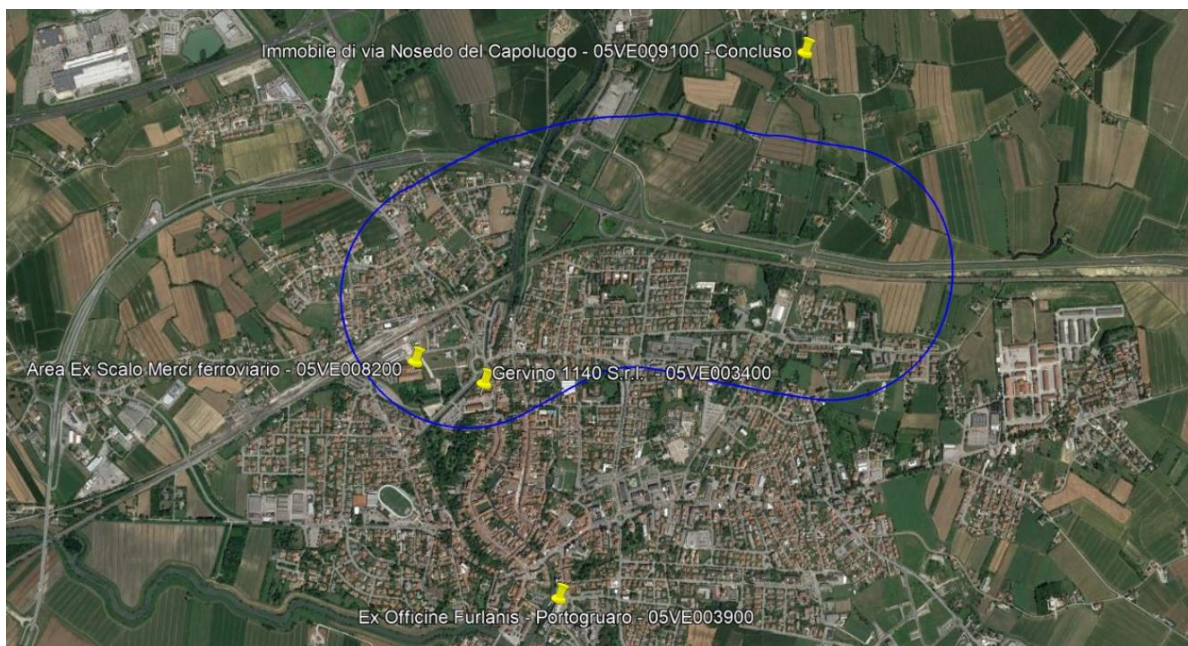 Immobile di via Nosedo del Capoluogo - 05VE009100 - Concluso
Area Ex Scalo Merci ferroviario - 05VE008200
Gervino 1140 S.r.l. - 05VE003400
Ex Officine Furlanis - Portogruaro - 05VE003900